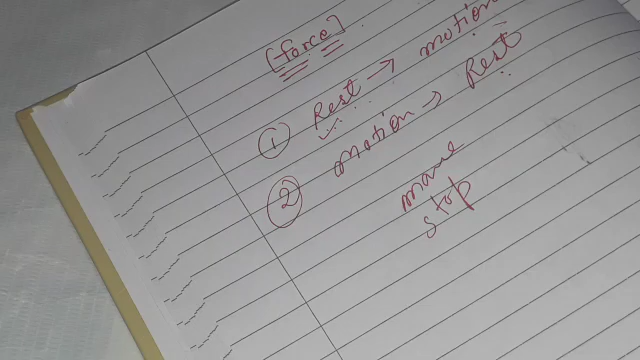 [force]
① Rest → motion
② motion → Rest
move
stop